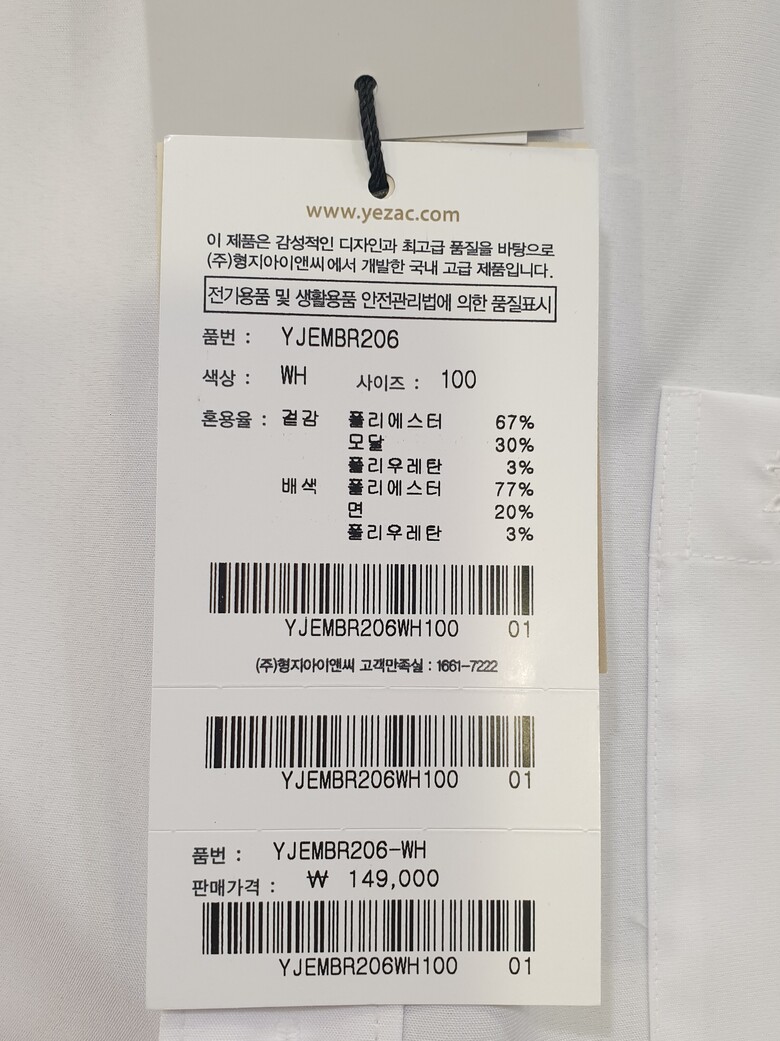 www.yezac.com
이 제품은 감성적인 디자인과 최고급 품질을 바탕으로
(주)형지아이앤씨에서 개발한 국내 고급 제품입니다.
전기용품 및 생활용품 안전관리법에 의한 품질표시
품번 : YJEMBR206
색상 : WH 사이즈 : 100
혼용율 : 겉감 폴리에스터 67%
모달 30%
폴리우레탄 3%
배색 폴리에스터 77%
면 20%
폴리우레탄 3%
YJEMBR206WH100 01
(주)형지아이앤씨 고객만족실 : 1661-7222
YJEMBR206WH100 01
품번 : YJEMBR206-WH
판매가격 : ₩ 149,000
YJEMBR206WH100 01